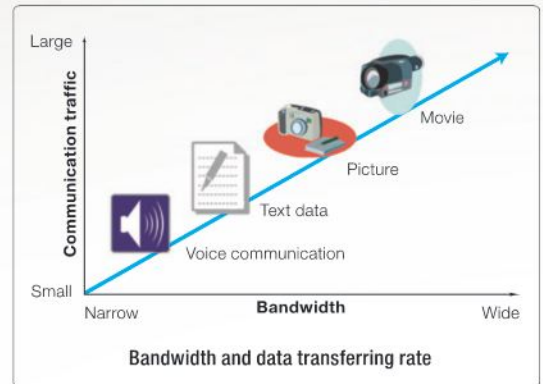 Large
Communication traffic
Movie
Picture
Text data
Voice communication
Small
Narrow
Bandwidth
Wide
Bandwidth and data transferring rate